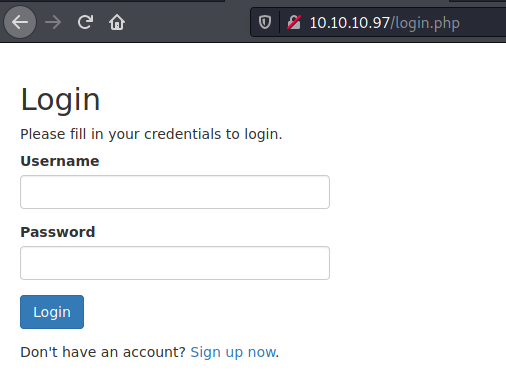 10.10.10.97/login.php
Login
Please fill in your credentials to login.
Username
Password
Login
Don't have an account? Sign up now.